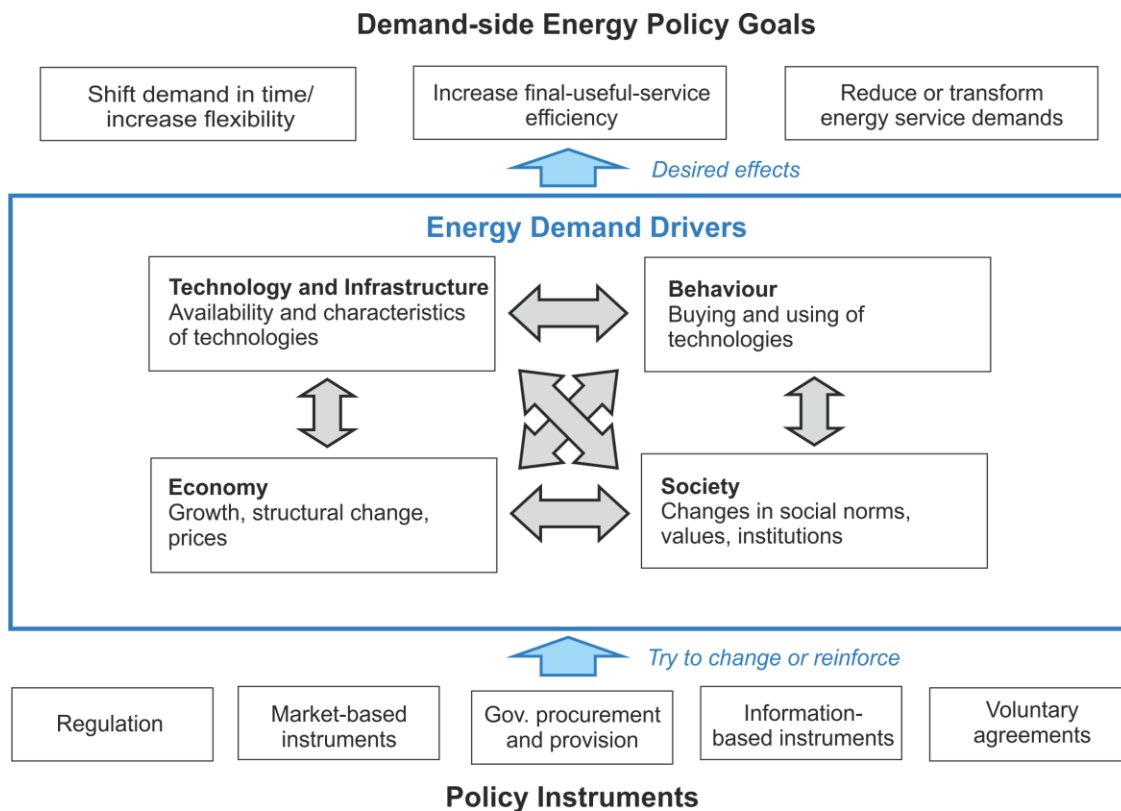 Demand-side Energy Policy Goals
Shift demand in time/
increase flexibility
Increase final-useful-service
efficiency
Reduce or transform
energy service demands
Desired effects
Energy Demand Drivers
Technology and Infrastructure
Availability and characteristics
of technologies
Behaviour
Buying and using of
technologies
Economy
Growth, structural change,
prices
Society
Changes in social norms,
values, institutions
Try to change or reinforce
Regulation
Market-based
instruments
Gov. procurement
and provision
Information-
based instruments
Voluntary
agreements
Policy Instruments